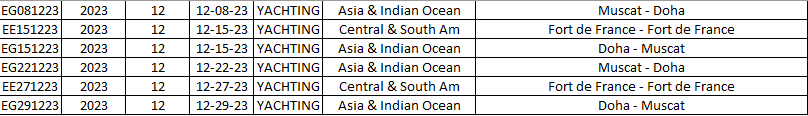 EG081223 2023 12 12-08-23 YACHTING Asia & Indian Ocean Muscat - Doha
EE151223 2023 12 12-15-23 YACHTING Central & South Am Fort de France - Fort de France
EG151223 2023 12 12-15-23 YACHTING Asia & Indian Ocean Doha - Muscat
EG221223 2023 12 12-22-23 YACHTING Asia & Indian Ocean Muscat - Doha
EE271223 2023 12 12-27-23 YACHTING Central & South Am Fort de France - Fort de France
EG291223 2023 12 12-29-23 YACHTING Asia & Indian Ocean Doha - Muscat